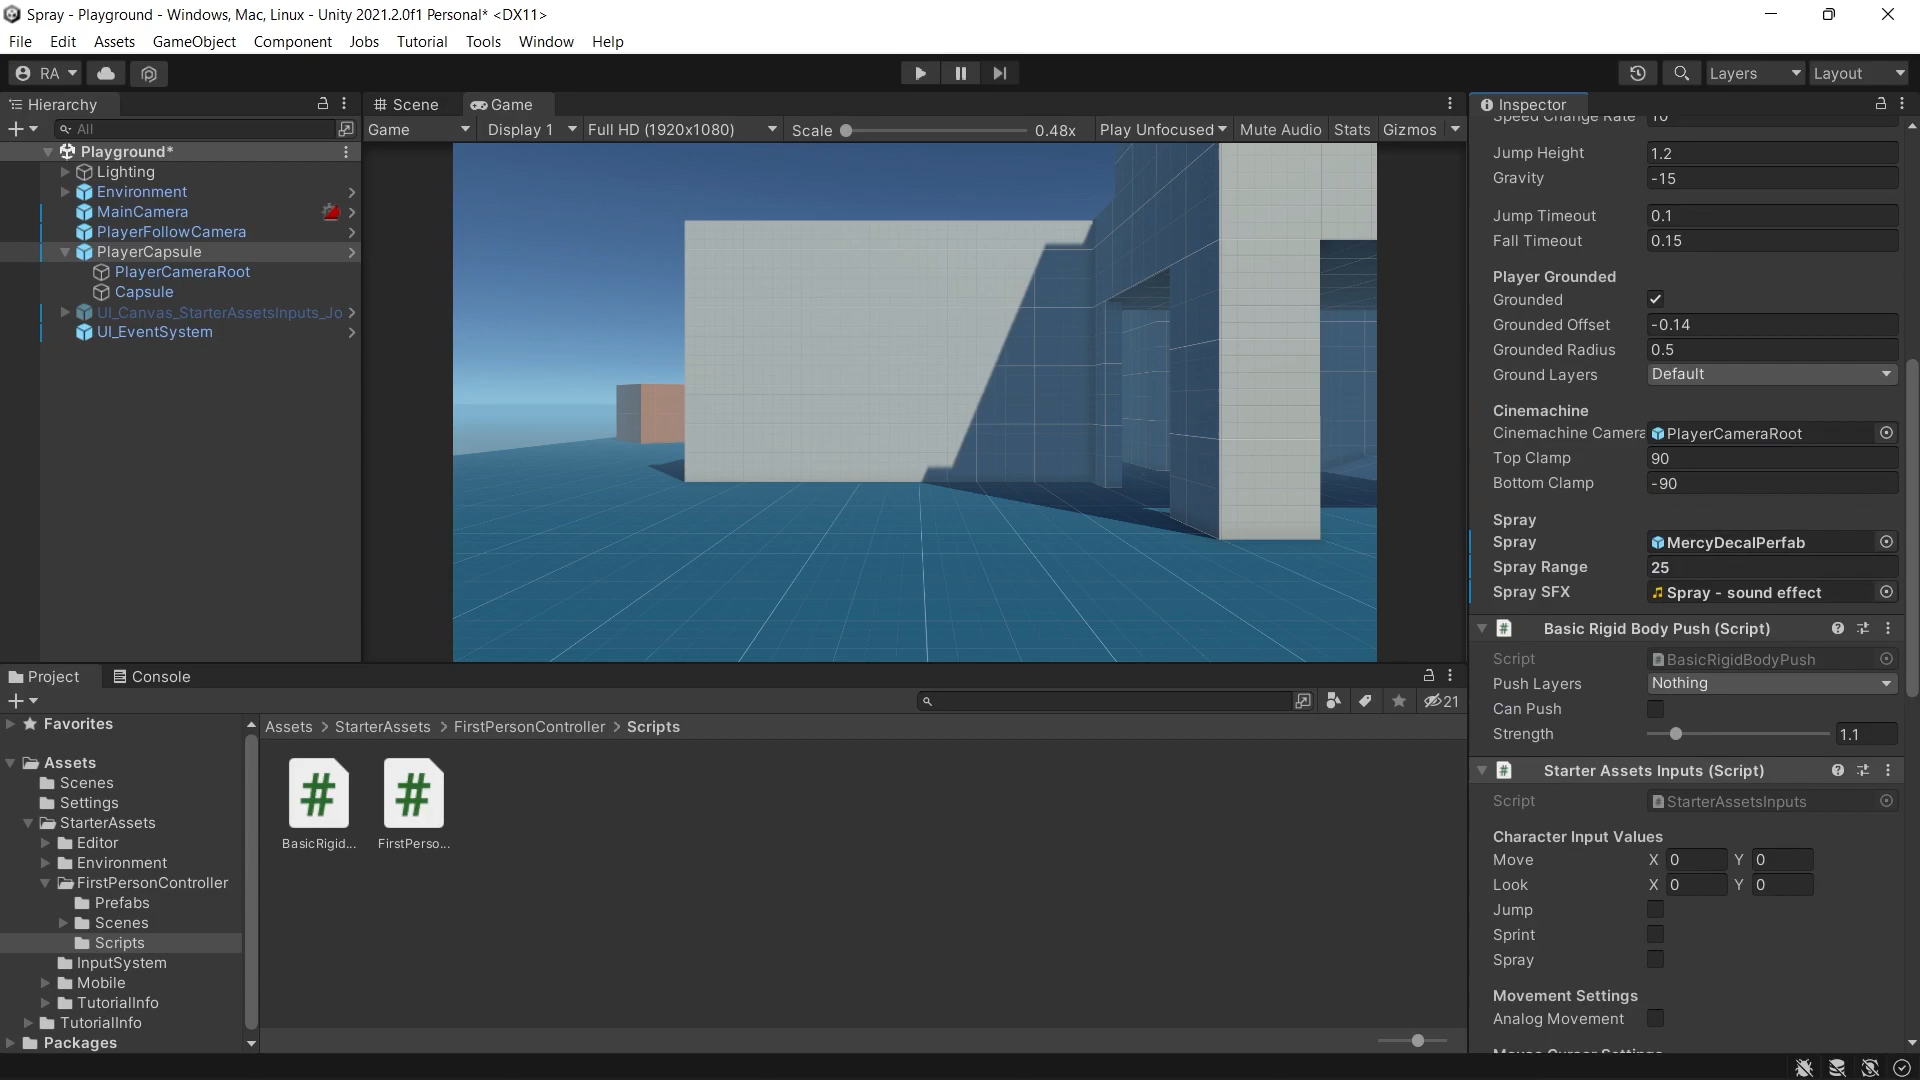 Spray - Playground - Windows, Mac, Linux - Unity 2021.2.0f1 Personal* <DX11>
File Edit Assets GameObject Component Jobs Tutorial Tools Window Help
RA Layers Layout
Hierarchy
All
Playground*
Lighting
Environment
MainCamera
PlayerFollowCamera
PlayerCapsule
PlayerCameraRoot
Capsule
UI_Canvas_StarterAssetsInputs_Jo
UI_EventSystem
Scene Game
Game Display 1 Full HD (1920x1080) Scale 0.48x Play Unfocused Mute Audio Stats Gizmos
Inspector
Speed Change Rate 10
Jump Height 1.2
Gravity -15
Jump Timeout 0.1
Fall Timeout 0.15
Player Grounded
Grounded
Grounded Offset -0.14
Grounded Radius 0.5
Ground Layers Default
Cinemachine
Cinemachine Camera PlayerCameraRoot
Top Clamp 90
Bottom Clamp -90
Spray
Spray MercyDecalPerfab
Spray Range 25
Spray SFX Spray - sound effect
# Basic Rigid Body Push (Script)
Script BasicRigidBodyPush
Push Layers Nothing
Can Push
Strength 1.1
# Starter Assets Inputs (Script)
Script StarterAssetsInputs
Character Input Values
Move X 0 Y 0
Look X 0 Y 0
Jump
Sprint
Spray
Movement Settings
Analog Movement
Project Console
21
Favorites
Assets
Scenes
Settings
StarterAssets
Editor
Environment
FirstPersonController
Prefabs
Scenes
Scripts
InputSystem
Mobile
TutorialInfo
TutorialInfo
Packages
Assets > StarterAssets > FirstPersonController > Scripts
# #
BasicRigid... FirstPerso...